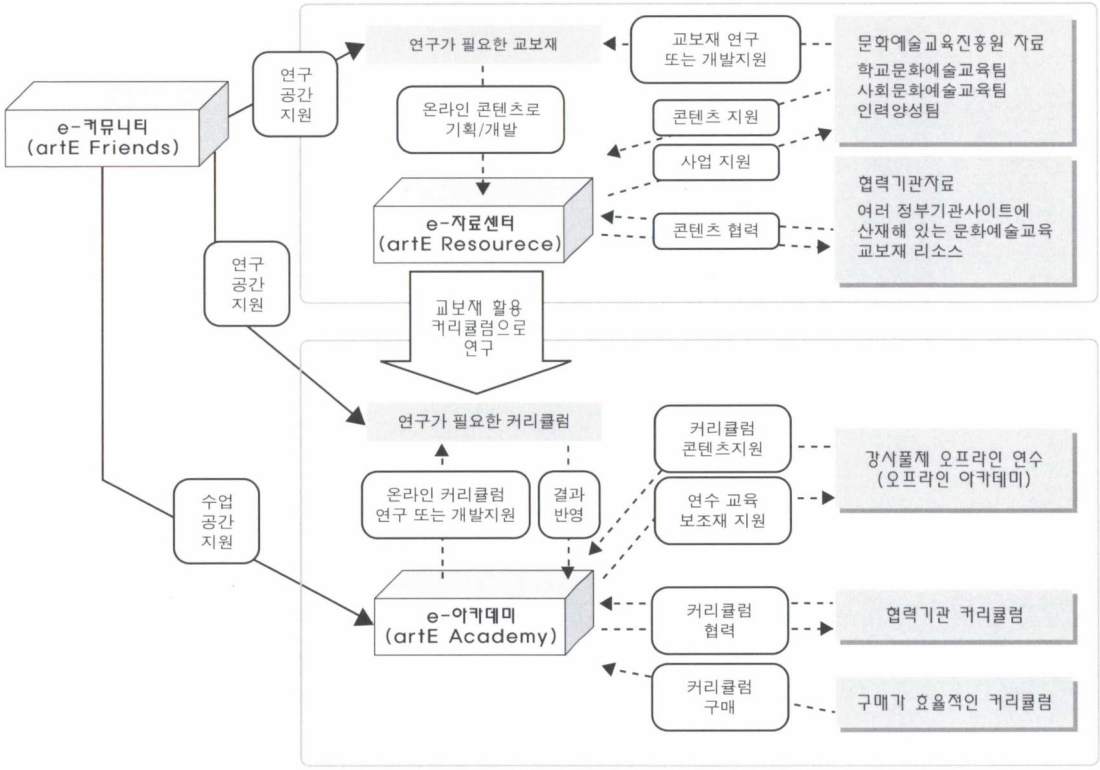 연구가 필요한 교보재
교보재 연구
또는 개발지원
문화예술교육진흥원 자료
학교문화예술교육팀
사회문화예술교육팀
인력양성팀
연구
공간
지원
e-커뮤니티
(artE Friends)
온라인 콘텐츠로
기획/개발
콘텐츠 지원
사업 지원
협력기관자료
여러 정부기관사이트에
산재해 있는 문화예술교육
교보재 리소스
e-자료센터
(artE Resourece)
콘텐츠 협력
연구
공간
지원
교보재 활용
커리큘럼으로
연구
연구가 필요한 커리큘럼
커리큘럼
콘텐츠지원
강사풀제 오프라인 연수
(오프라인 아카데미)
온라인 커리큘럼
연구 또는 개발지원
결과
반영
연수 교육
보조재 지원
수업
공간
지원
e-아카데미
(artE Academy)
커리큘럼
협력
협력기관 커리큘럼
커리큘럼
구매
구매가 효율적인 커리큘럼